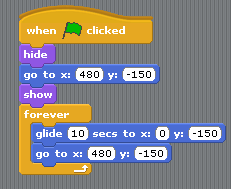 when clicked
hide
go to x: 480 y: -150
show
forever
glide 10 secs to x: 0 y: -150
go to x: 480 y: -150